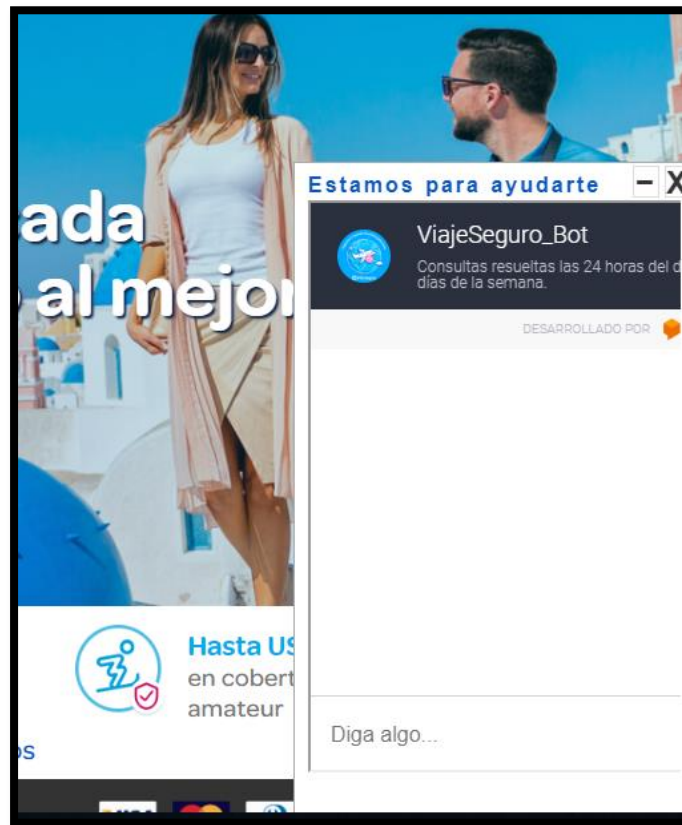 Estamos para ayudarte
– X
ada
al mejor
ViajeSeguro_Bot
Consultas resueltas las 24 horas del d
días de la semana.
DESARROLLADO POR
Hasta US
en cobert
amateur
os
Diga algo...